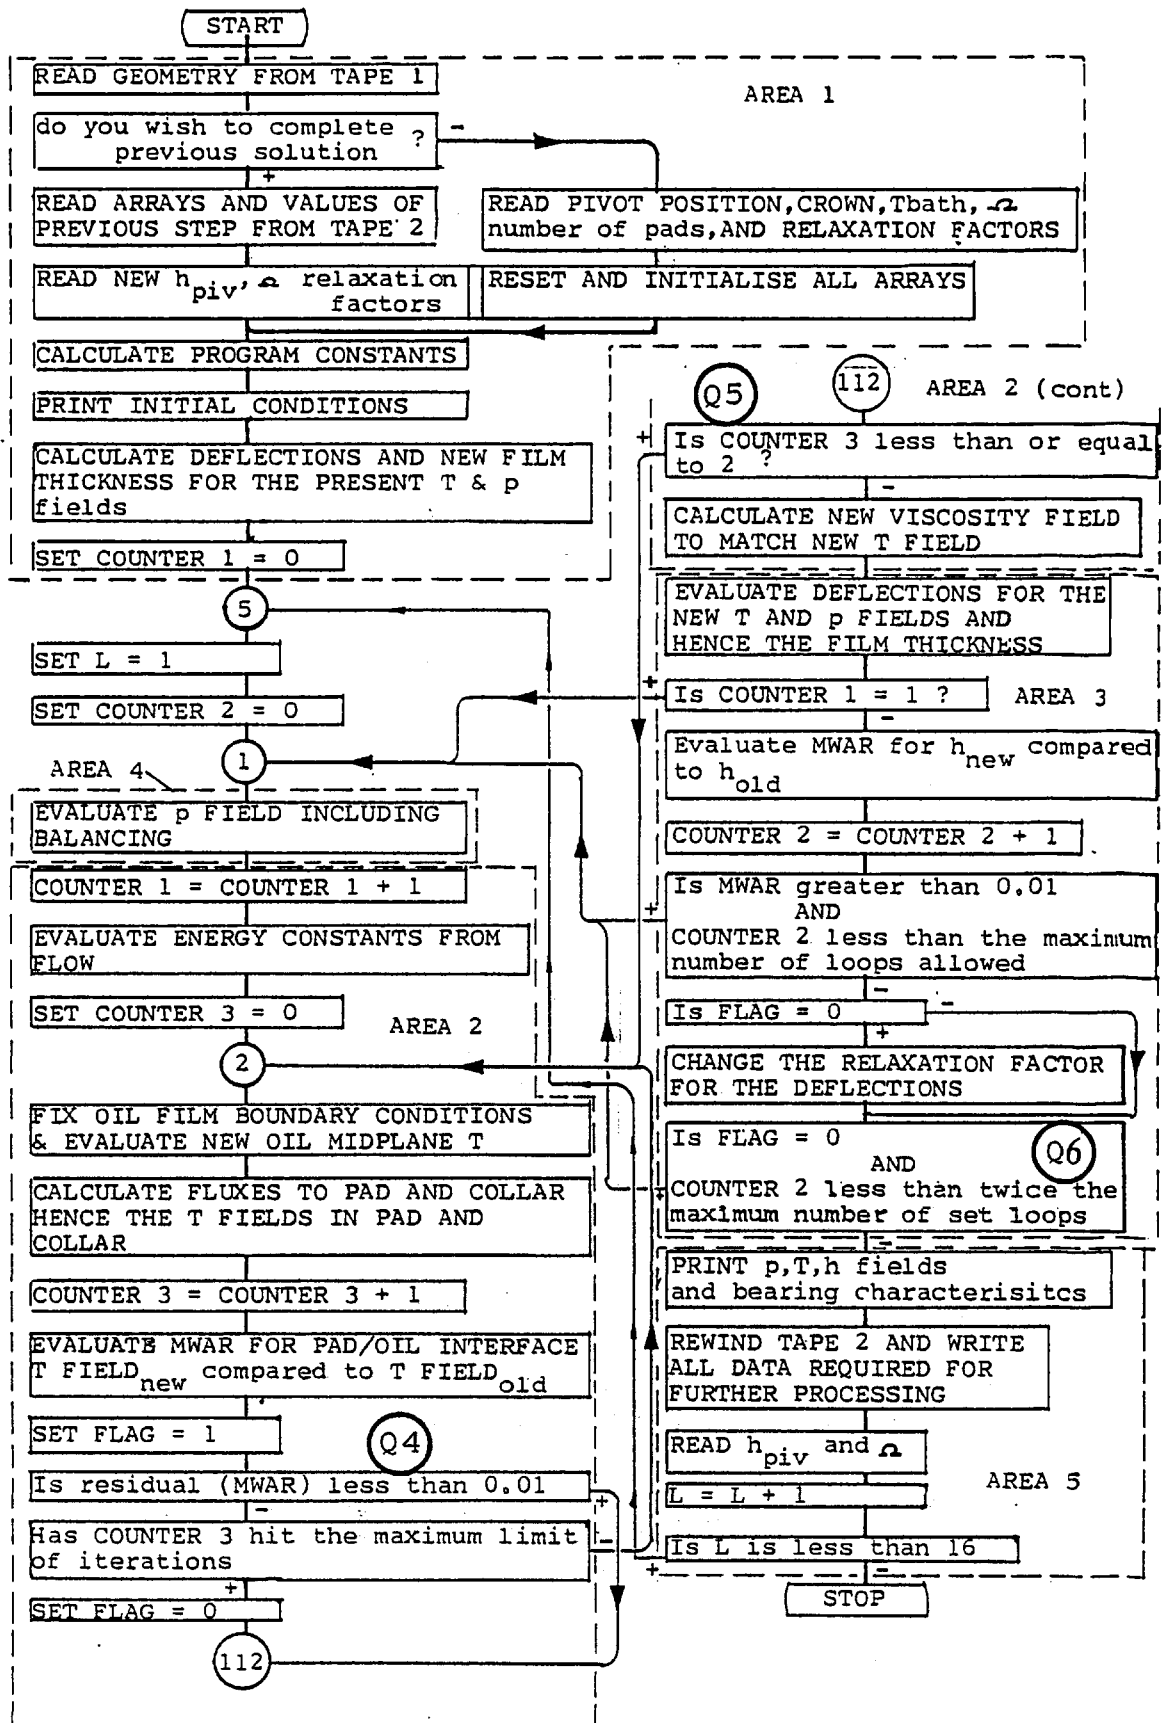 START
READ GEOMETRY FROM TAPE 1
AREA 1
do you wish to complete ?
previous solution
-
+
READ ARRAYS AND VALUES OF
PREVIOUS STEP FROM TAPE 2
READ PIVOT POSITION,CROWN,Tbath, Ω
number of pads,AND RELAXATION FACTORS
READ NEW hpiv, Ω relaxation
factors
RESET AND INITIALISE ALL ARRAYS
CALCULATE PROGRAM CONSTANTS
PRINT INITIAL CONDITIONS
CALCULATE DEFLECTIONS AND NEW FILM
THICKNESS FOR THE PRESENT T & p
fields
SET COUNTER 1 = 0
5
SET L = 1
SET COUNTER 2 = 0
1
AREA 4
EVALUATE p FIELD INCLUDING
BALANCING
COUNTER 1 = COUNTER 1 + 1
EVALUATE ENERGY CONSTANTS FROM
FLOW
SET COUNTER 3 = 0
AREA 2
2
FIX OIL FILM BOUNDARY CONDITIONS
& EVALUATE NEW OIL MIDPLANE T
CALCULATE FLUXES TO PAD AND COLLAR
HENCE THE T FIELDS IN PAD AND
COLLAR
COUNTER 3 = COUNTER 3 + 1
EVALUATE MWAR FOR PAD/OIL INTERFACE
T FIELDnew compared to T FIELDold
SET FLAG = 1
Q4
Is residual (MWAR) less than 0.01
+
-
Has COUNTER 3 hit the maximum limit
of iterations
-
+
SET FLAG = 0
112
Q5
112
AREA 2 (cont)
+
Is COUNTER 3 less than or equal
to 2 ?
-
CALCULATE NEW VISCOSITY FIELD
TO MATCH NEW T FIELD
EVALUATE DEFLECTIONS FOR THE
NEW T AND p FIELDS AND
HENCE THE FILM THICKNESS
+
Is COUNTER 1 = 1 ?
AREA 3
-
Evaluate MWAR for hnew compared
to hold
COUNTER 2 = COUNTER 2 + 1
Is MWAR greater than 0.01
AND
+
COUNTER 2 less than the maximum
number of loops allowed
-
Is FLAG = 0
-
+
CHANGE THE RELAXATION FACTOR
FOR THE DEFLECTIONS
Is FLAG = 0
Q6
AND
+
COUNTER 2 less than twice the
maximum number of set loops
-
PRINT p,T,h fields
and bearing characterisitcs
REWIND TAPE 2 AND WRITE
ALL DATA REQUIRED FOR
FURTHER PROCESSING
READ hpiv and Ω
AREA 5
L = L + 1
Is L is less than 16
+
-
STOP